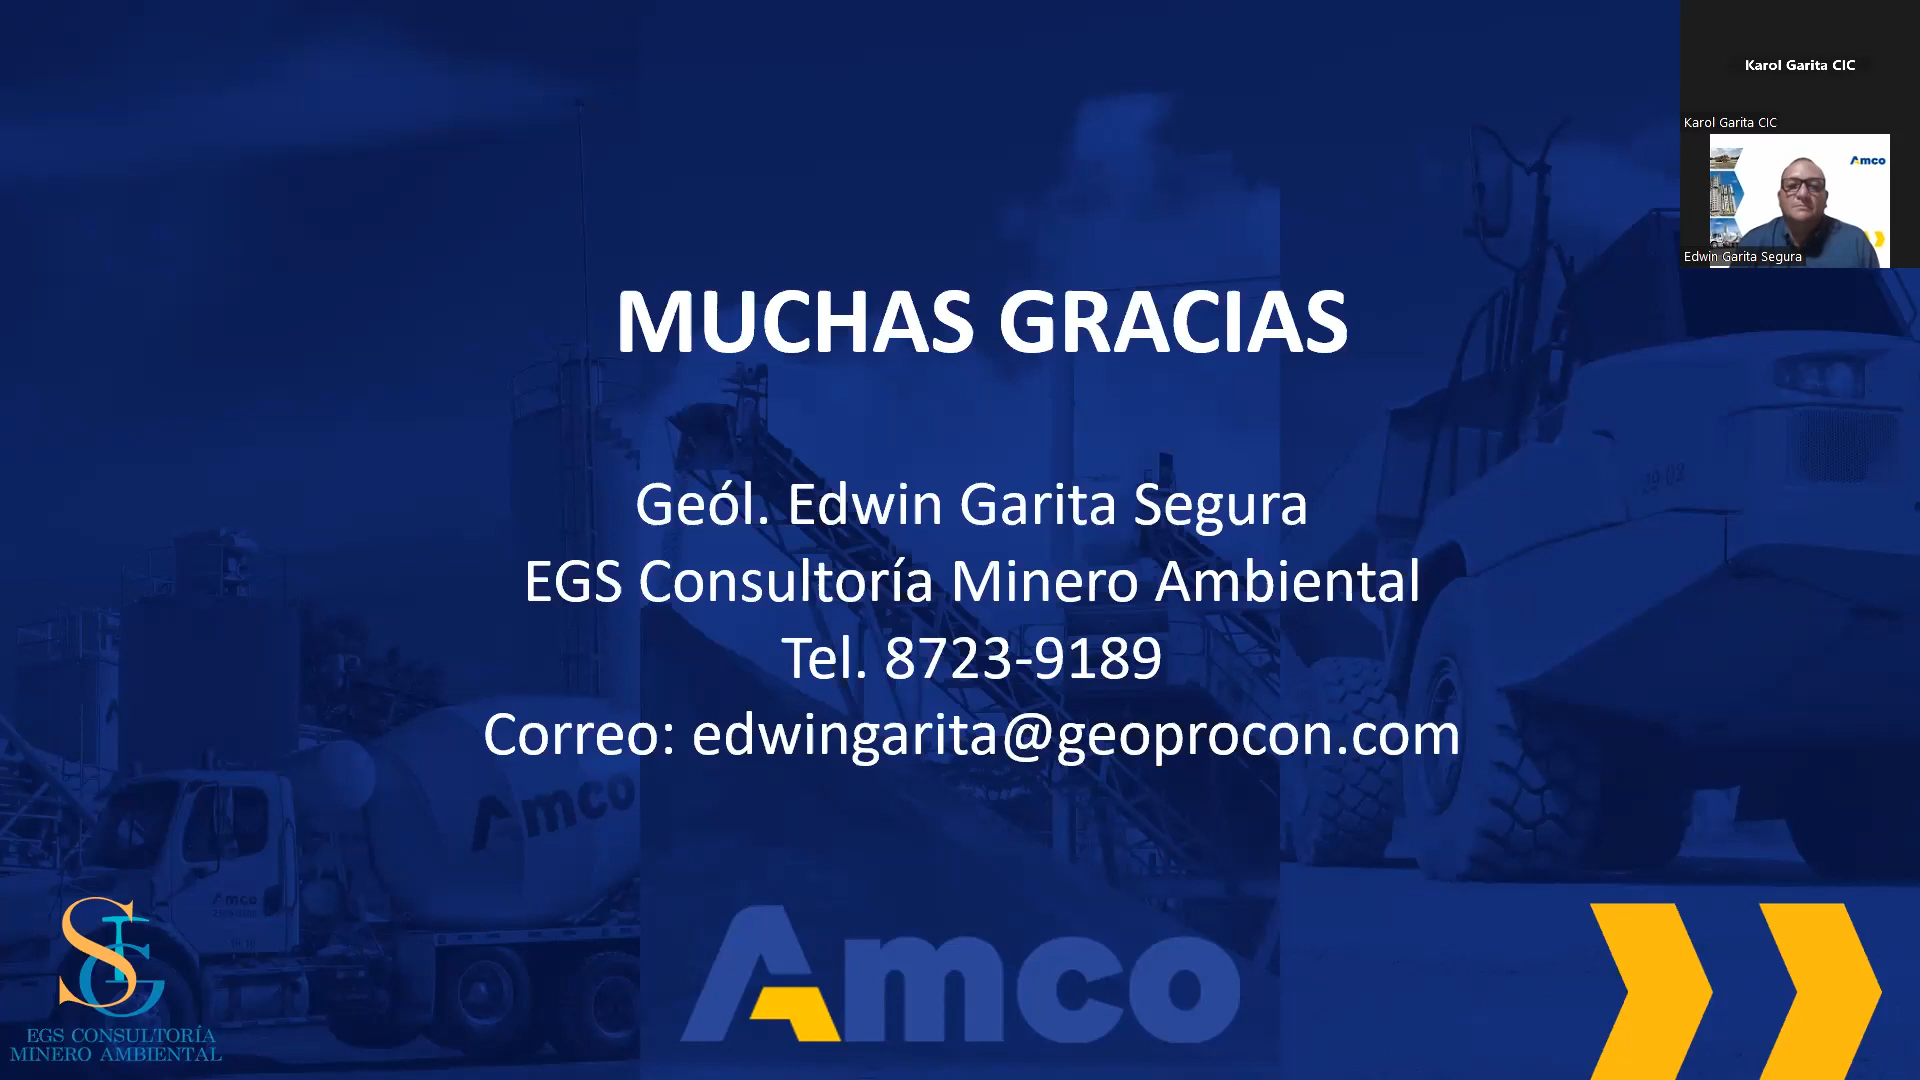 Karol Garita CIC
Karol Garita CIC
Amco
Edwin Garita Segura
MUCHAS GRACIAS
Geól. Edwin Garita Segura
EGS Consultoría Minero Ambiental
Tel. 8723-9189
Correo: edwingarita@geoprocon.com
Amco
Amco
EGS CONSULTORÍA
MINERO AMBIENTAL
Amco